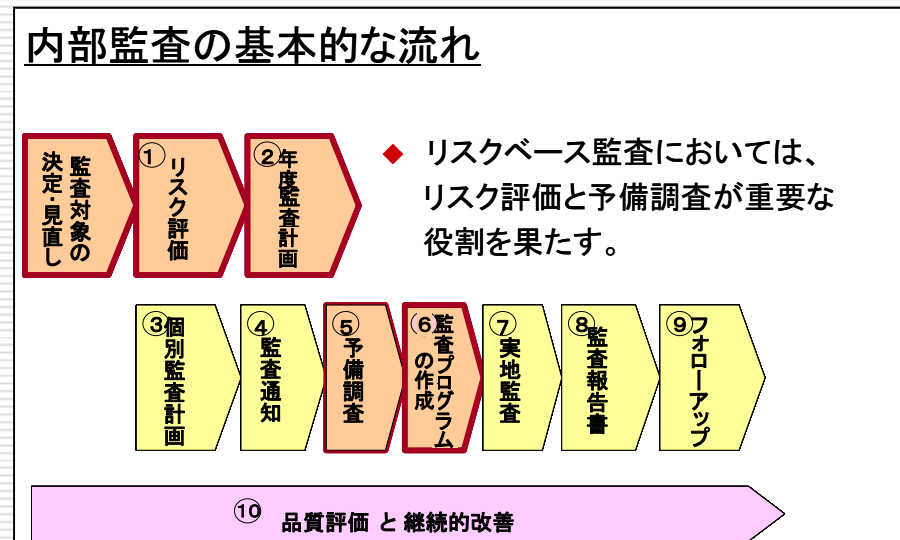 内部監査の基本的な流れ
監査対象の
決定・見直し
①
リスク評価
②
年度監査計画
◆ リスクベース監査においては、
リスク評価と予備調査が重要な
役割を果たす。
③
個別監査計画
④
監査通知
⑤
予備調査
⑥
監査プログラム
の作成
⑦
実地監査
⑧
監査報告書
⑨
フォローアップ
⑩
品質評価 と 継続的改善